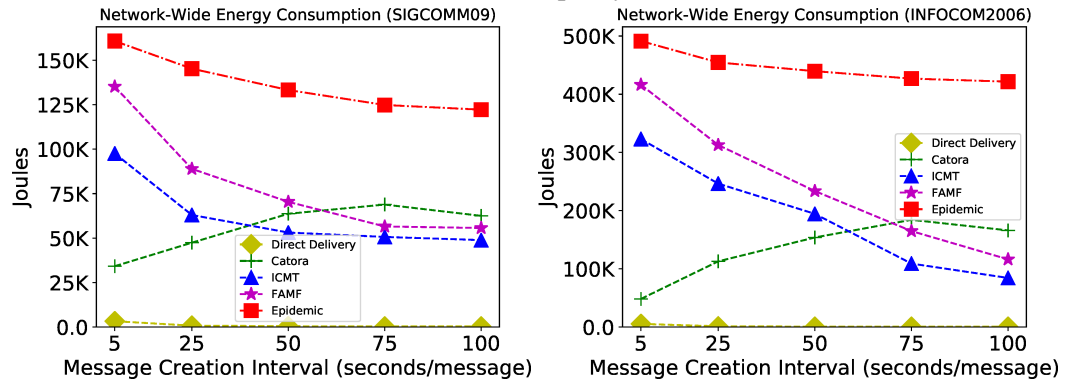 Network-Wide Energy Consumption (SIGCOMM09)
150K
125K
100K
75K
50K
25K
0.0
Joules
Direct Delivery
Catora
ICMT
FAMF
Epidemic
5 25 50 75 100
Message Creation Interval (seconds/message)
Network-Wide Energy Consumption (INFOCOM2006)
500K
400K
300K
200K
100K
0.0
Joules
Direct Delivery
Catora
ICMT
FAMF
Epidemic
5 25 50 75 100
Message Creation Interval (seconds/message)